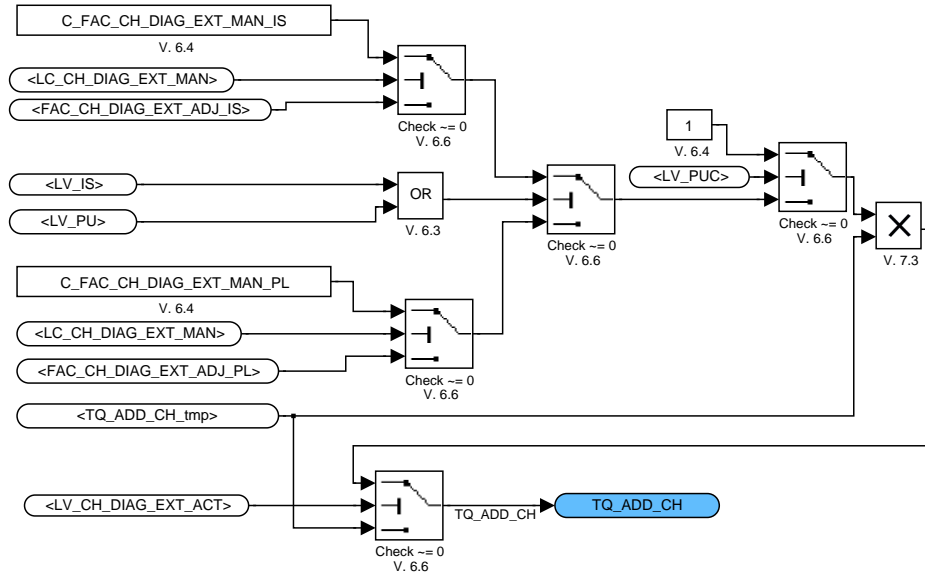 C_FAC_CH_DIAG_EXT_MAN_IS
V. 6.4
<LC_CH_DIAG_EXT_MAN>
<FAC_CH_DIAG_EXT_ADJ_IS>
Check ~= 0
V. 6.6
1
V. 6.4
<LV_PUC>
Check ~= 0
V. 6.6
<LV_IS>
<LV_PU>
OR
V. 6.3
Check ~= 0
V. 6.6
V. 7.3
C_FAC_CH_DIAG_EXT_MAN_PL
V. 6.4
<LC_CH_DIAG_EXT_MAN>
<FAC_CH_DIAG_EXT_ADJ_PL>
Check ~= 0
V. 6.6
<TQ_ADD_CH_tmp>
<LV_CH_DIAG_EXT_ACT>
Check ~= 0
V. 6.6
TQ_ADD_CH
TQ_ADD_CH